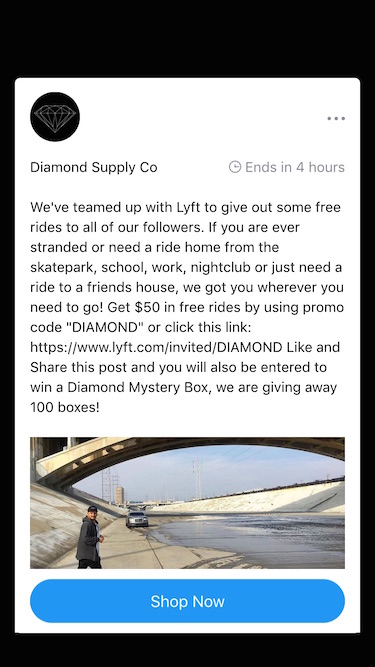 Diamond Supply Co
Ends in 4 hours
We've teamed up with Lyft to give out some free
rides to all of our followers. If you are ever
stranded or need a ride home from the
skatepark, school, work, nightclub or just need a
ride to a friends house, we got you wherever you
need to go! Get $50 in free rides by using promo
code "DIAMOND" or click this link:
https://www.lyft.com/invited/DIAMOND Like and
Share this post and you will also be entered to
win a Diamond Mystery Box, we are giving away
100 boxes!
Shop Now